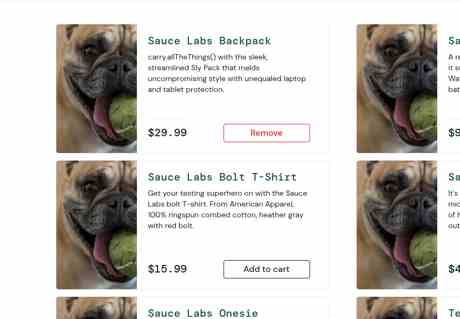 Sauce Labs Backpack
carry.allTheThings() with the sleek,
streamlined Sly Pack that melds
uncompromising style with unequaled laptop
and tablet protection.
$29.99
Remove
Sauce Labs Bolt T-Shirt
Get your testing superhero on with the Sauce
Labs bolt T-shirt. From American Apparel,
100% ringspun combed cotton, heather gray
with red bolt.
$15.99
Add to cart
Sauce Labs Onesie